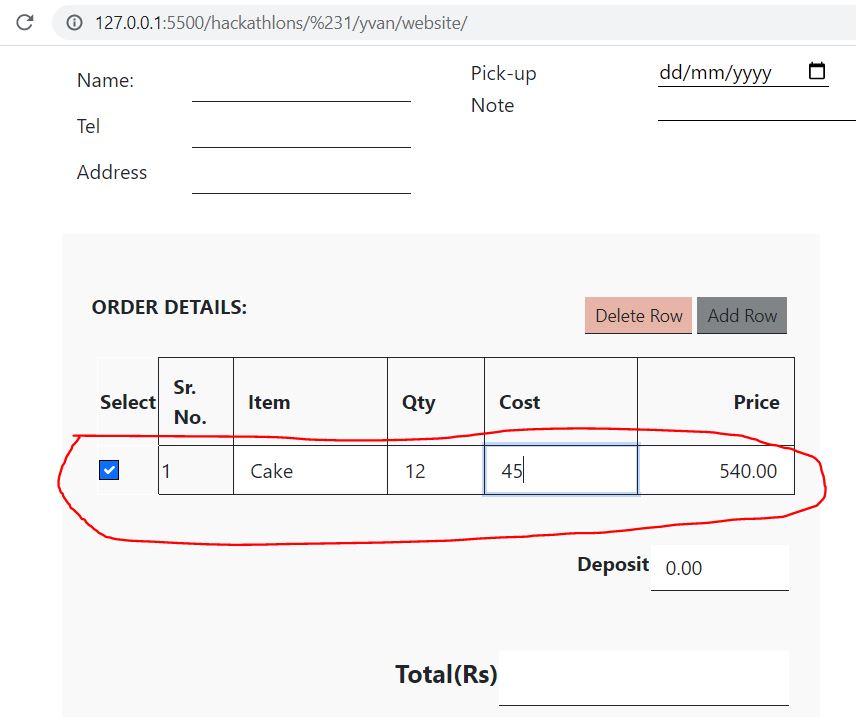 127.0.0.1:5500/hackathlons/%231/yvan/website/
Name:
Tel
Address
Pick-up dd/mm/yyyy
Note
ORDER DETAILS: Delete Row Add Row
Select Sr. No. Item Qty Cost Price
1 Cake 12 45 540.00
Deposit 0.00
Total(Rs)